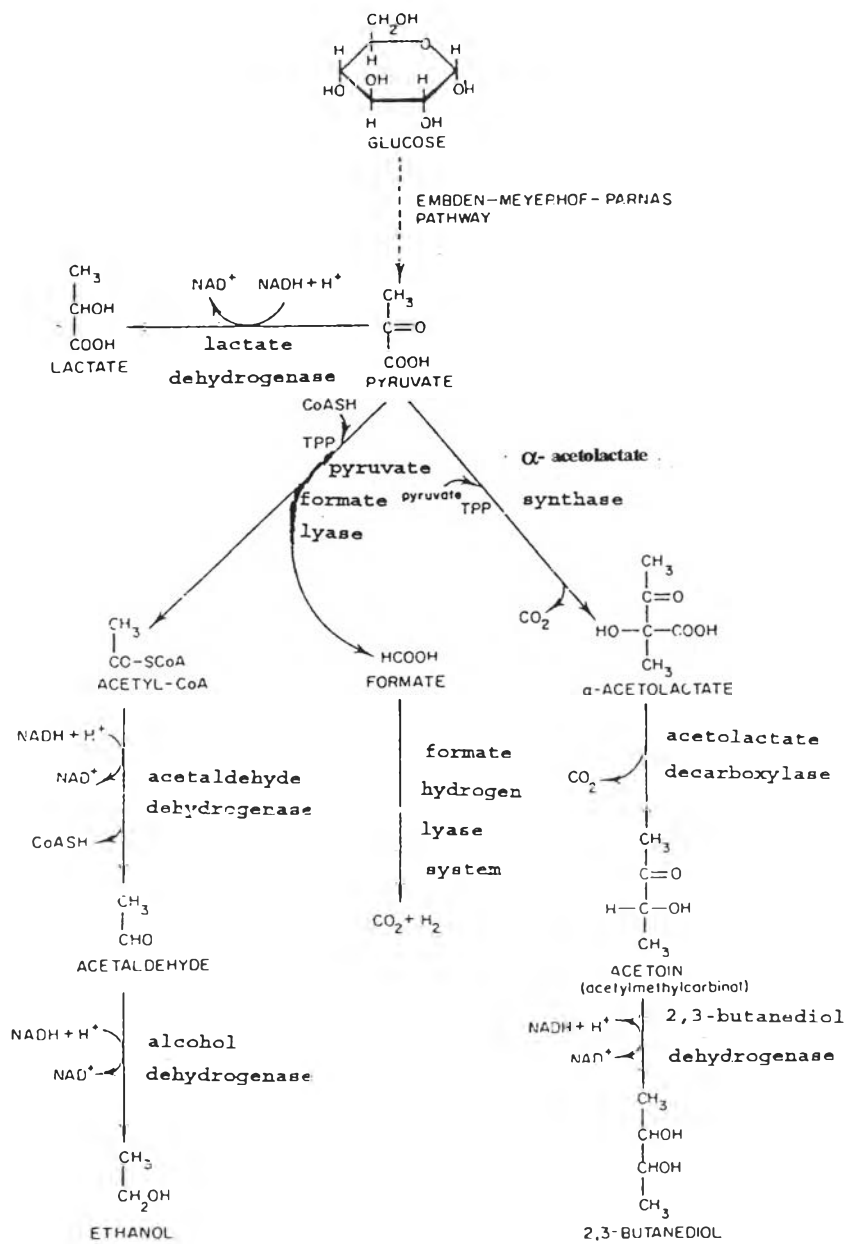 CH2OH
H
O
H
H
H
OH
H
HO
OH
H
OH
GLUCOSE
EMBDEN-MEYERHOF-PARNAS
PATHWAY
CH3
CHOH
COOH
LACTATE
NAD+
NADH + H+
lactate
dehydrogenase
CH3
C=O
COOH
PYRUVATE
CoASH
TPP
pyruvate
formate
lyase
pyruvate
TPP
α- acetolactate
synthase
CO2
CH3
C=O
HO-C-COOH
CH3
α-ACETOLACTATE
CH3
CC-SCoA
ACETYL-CoA
HCOOH
FORMATE
NADH + H+
NAD+
CoASH
acetaldehyde
dehydrogenase
formate
hydrogen
lyase
system
acetolactate
decarboxylase
CO2
CH3
CHO
ACETALDEHYDE
CO2 + H2
CH3
C=O
H-C-OH
CH3
ACETOIN
(acetylmethylcarbinol)
NADH + H+
NAD+
alcohol
dehydrogenase
NADH + H+
NAD+
2,3-butanediol
dehydrogenase
CH3
CH2OH
ETHANOL
CH3
CHOH
CHOH
CH3
2,3-BUTANEDIOL